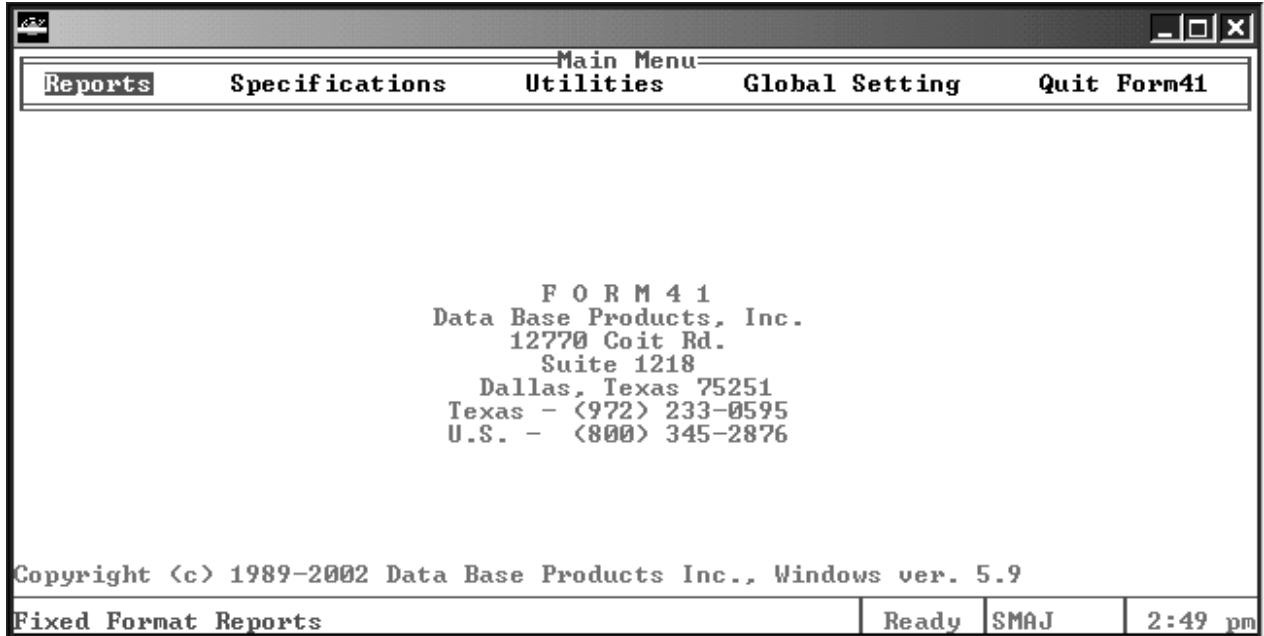 Main Menu
Reports Specifications Utilities Global Setting Quit Form41
F O R M 4 1
Data Base Products, Inc.
12770 Coit Rd.
Suite 1218
Dallas, Texas 75251
Texas - (972) 233-0595
U.S. - (800) 345-2876
Copyright (c) 1989-2002 Data Base Products Inc., Windows ver. 5.9
Fixed Format Reports Ready SMAJ 2:49 pm